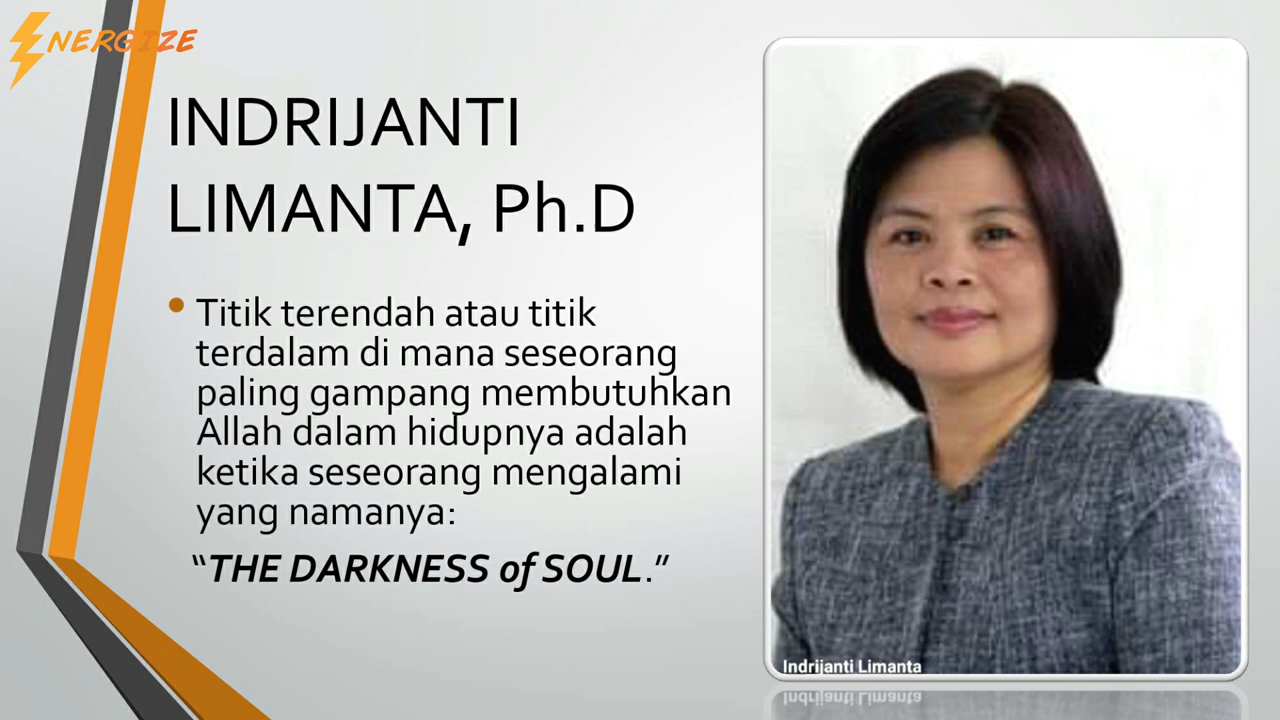 NERGIZE
INDRIJANTI
LIMANTA, Ph.D
• Titik terendah atau titik
terdalam di mana seseorang
paling gampang membutuhkan
Allah dalam hidupnya adalah
ketika seseorang mengalami
yang namanya:
“THE DARKNESS of SOUL.”
Indrijanti Limanta